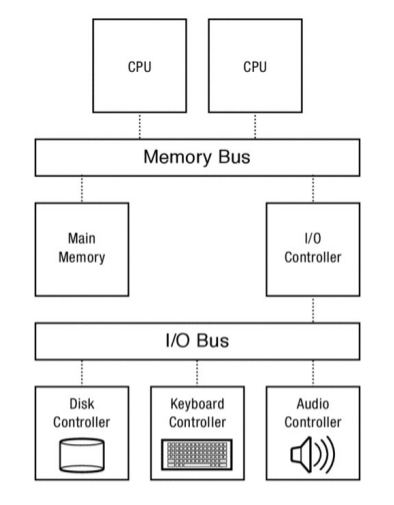 CPU
CPU
Memory Bus
Main
Memory
I/O
Controller
I/O Bus
Disk
Controller
Keyboard
Controller
Audio
Controller